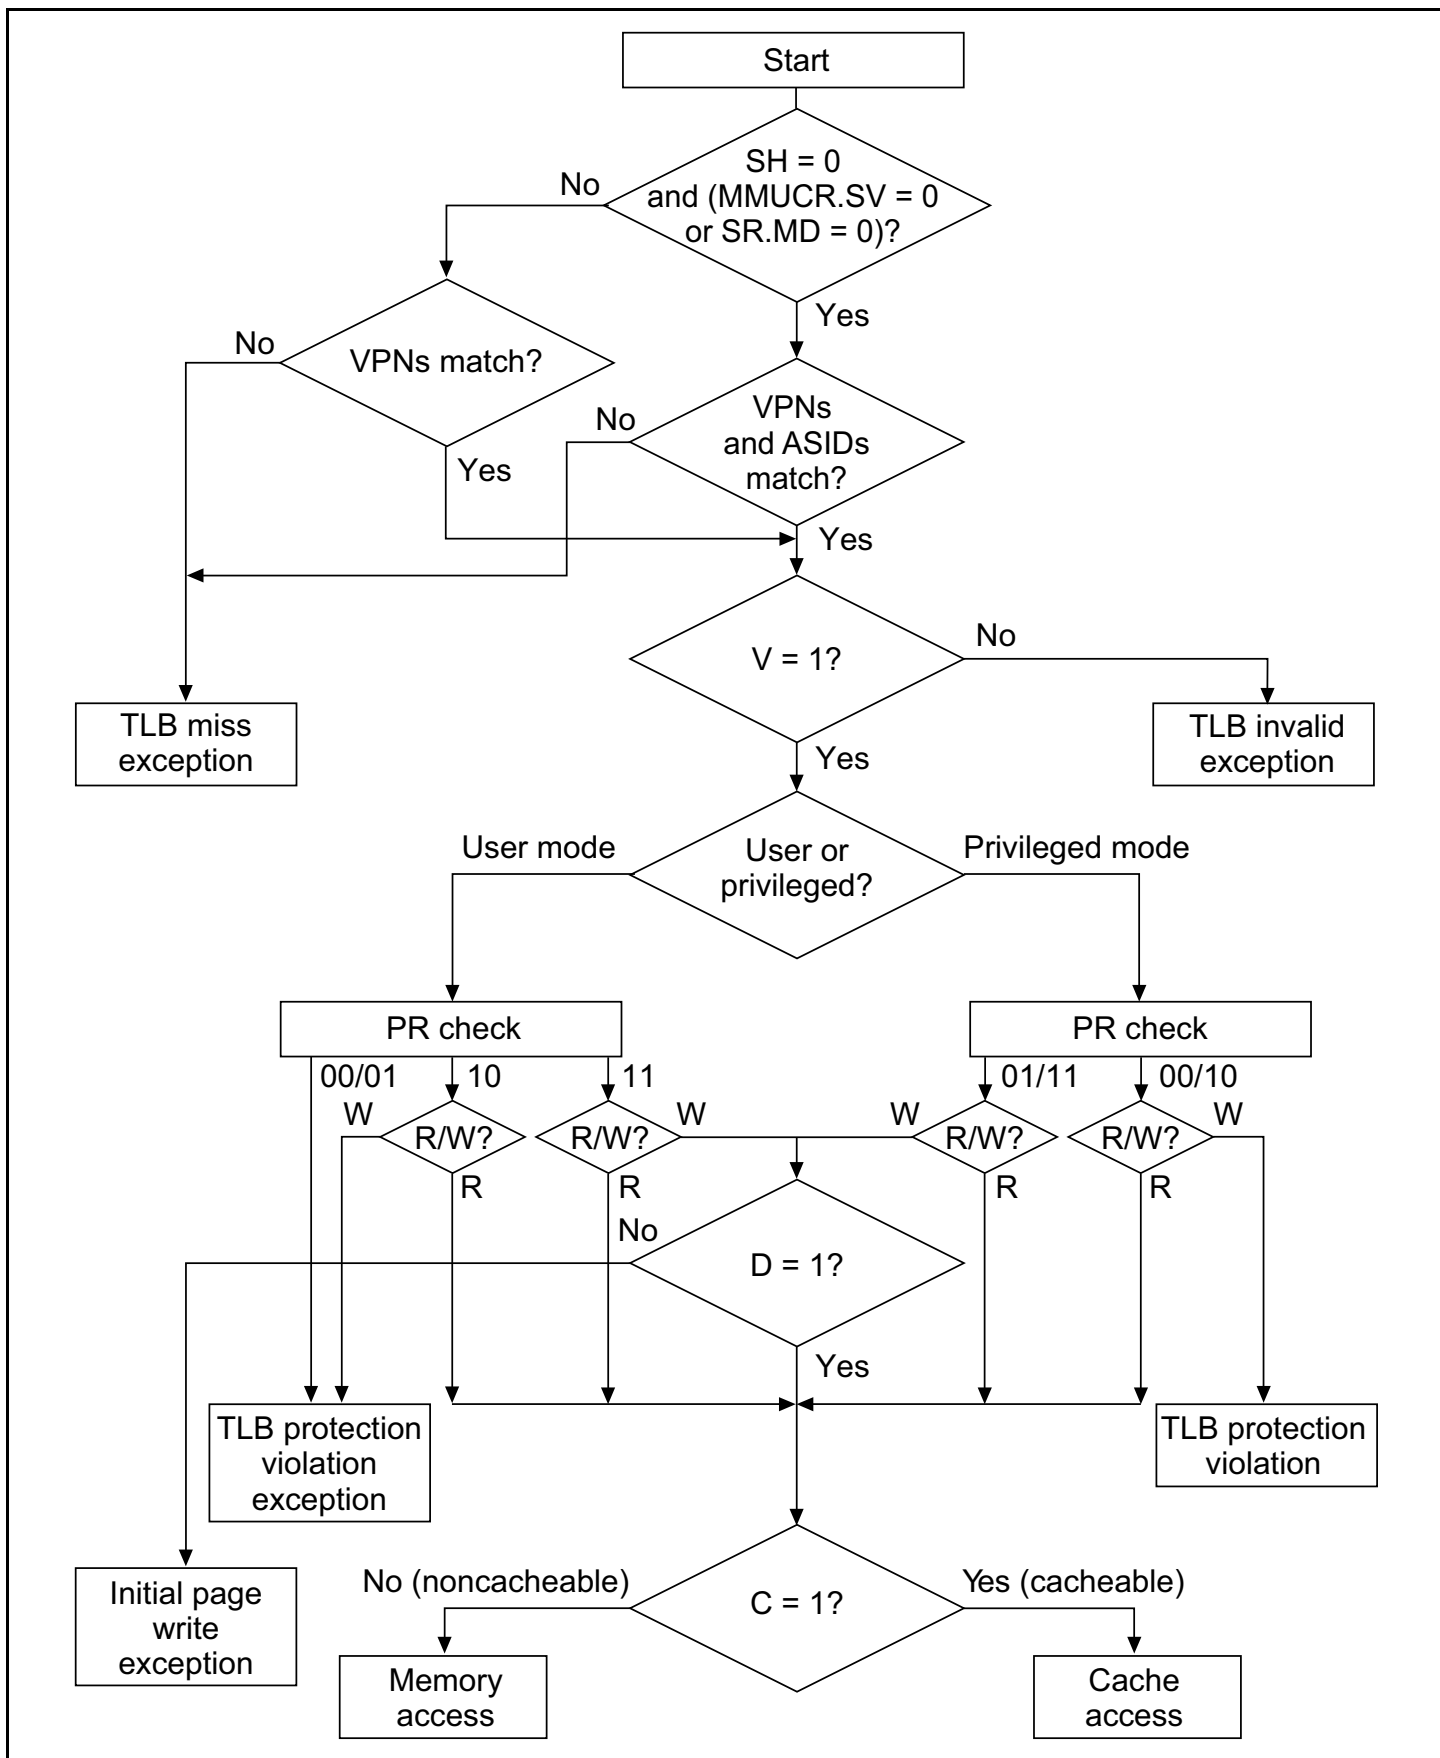 Start
SH = 0
and (MMUCR.SV = 0
or SR.MD = 0)?
No
Yes
VPNs match?
No
Yes
VPNs
and ASIDs
match?
No
Yes
V = 1?
No
Yes
TLB miss
exception
TLB invalid
exception
User or
privileged?
User mode
Privileged mode
PR check
PR check
00/01
10
11
01/11
00/10
W
R/W?
R
R/W?
W
R
W
R/W?
R
R/W?
W
R
D = 1?
No
Yes
TLB protection
violation
exception
TLB protection
violation
Initial page
write
exception
C = 1?
No (noncacheable)
Yes (cacheable)
Memory
access
Cache
access